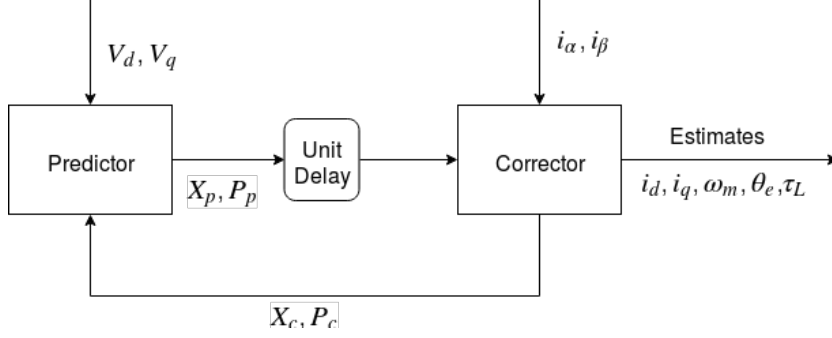 V_d, V_q
i_α, i_β
Predictor
Unit
Delay
Corrector
Estimates
X_p, P_p
i_d, i_q, ω_m, θ_e, τ_L
X_c, P_c